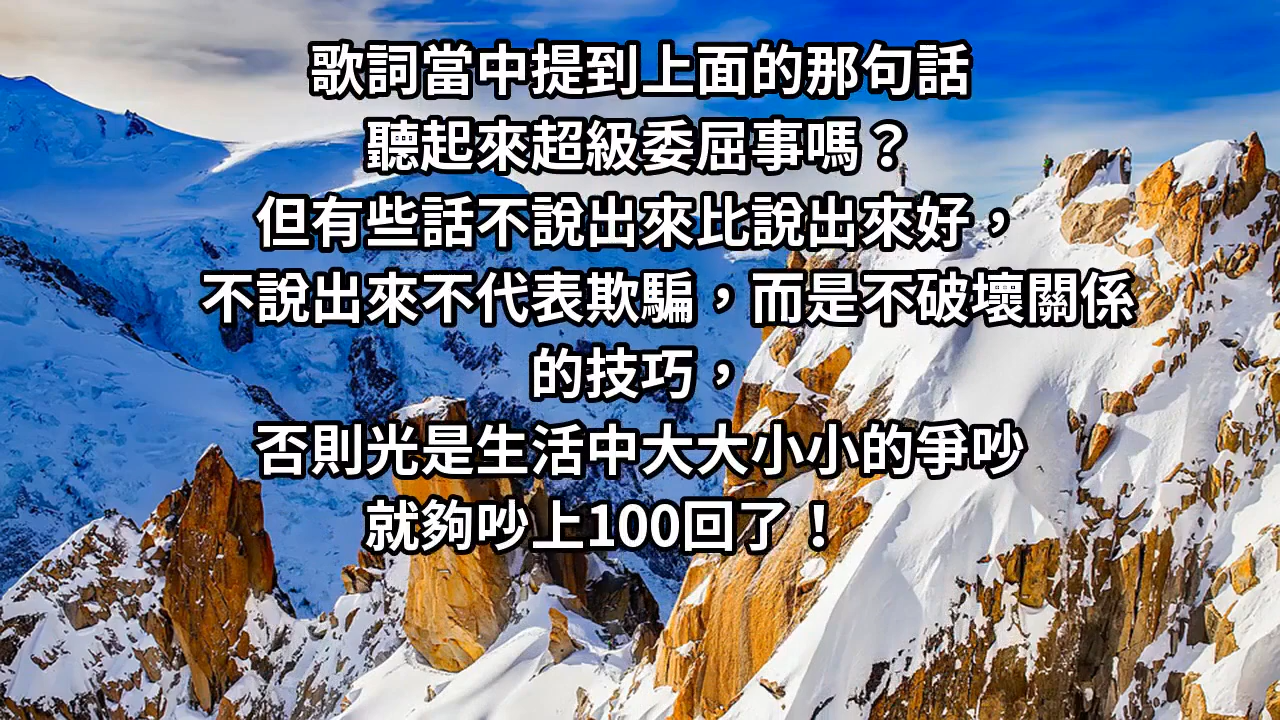 歌詞當中提到上面的那句話
聽起來超級委屈事嗎？
但有些話不說出來比說出來好，
不說出來不代表欺騙，而是不破壞關係
的技巧，
否則光是生活中大大小小的爭吵
就夠吵上100回了！